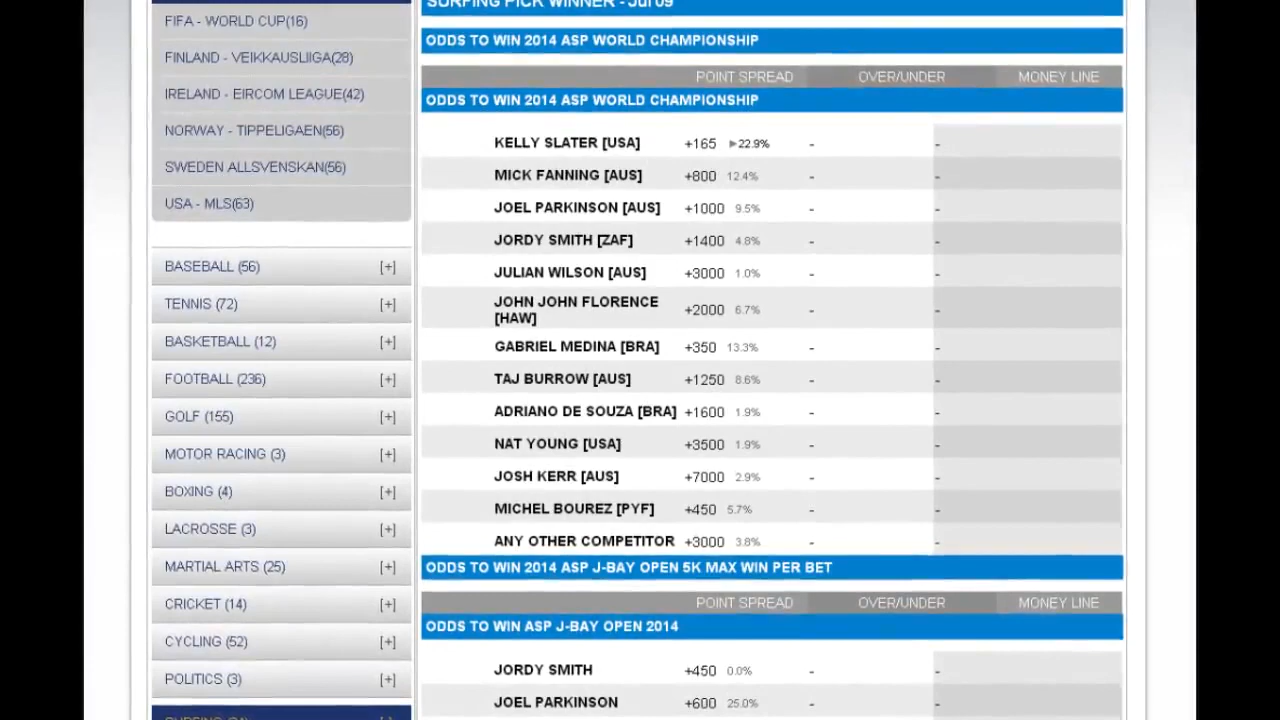 FIFA - WORLD CUP(16)
FINLAND - VEIKKAUSLIIGA(28)
IRELAND - EIRCOM LEAGUE(42)
NORWAY - TIPPELIGAEN(56)
SWEDEN ALLSVENSKAN(56)
USA - MLS(63)
BASEBALL (56) [+]
TENNIS (72) [+]
BASKETBALL (12) [+]
FOOTBALL (236) [+]
GOLF (155) [+]
MOTOR RACING (3) [+]
BOXING (4) [+]
LACROSSE (3) [+]
MARTIAL ARTS (25) [+]
CRICKET (14) [+]
CYCLING (52) [+]
POLITICS (3) [+]
SURFING PICK WINNER - Jul 09
ODDS TO WIN 2014 ASP WORLD CHAMPIONSHIP
POINT SPREAD OVER/UNDER MONEY LINE
ODDS TO WIN 2014 ASP WORLD CHAMPIONSHIP
KELLY SLATER [USA] +165 ►22.9% - -
MICK FANNING [AUS] +800 12.4% - -
JOEL PARKINSON [AUS] +1000 9.5% - -
JORDY SMITH [ZAF] +1400 4.8% - -
JULIAN WILSON [AUS] +3000 1.0% - -
JOHN JOHN FLORENCE
[HAW] +2000 6.7% - -
GABRIEL MEDINA [BRA] +350 13.3% - -
TAJ BURROW [AUS] +1250 8.6% - -
ADRIANO DE SOUZA [BRA] +1600 1.9% - -
NAT YOUNG [USA] +3500 1.9% - -
JOSH KERR [AUS] +7000 2.9% - -
MICHEL BOUREZ [PYF] +450 5.7% - -
ANY OTHER COMPETITOR +3000 3.8% - -
ODDS TO WIN 2014 ASP J-BAY OPEN 5K MAX WIN PER BET
POINT SPREAD OVER/UNDER MONEY LINE
ODDS TO WIN ASP J-BAY OPEN 2014
JORDY SMITH +450 0.0% - -
JOEL PARKINSON +600 25.0% - -